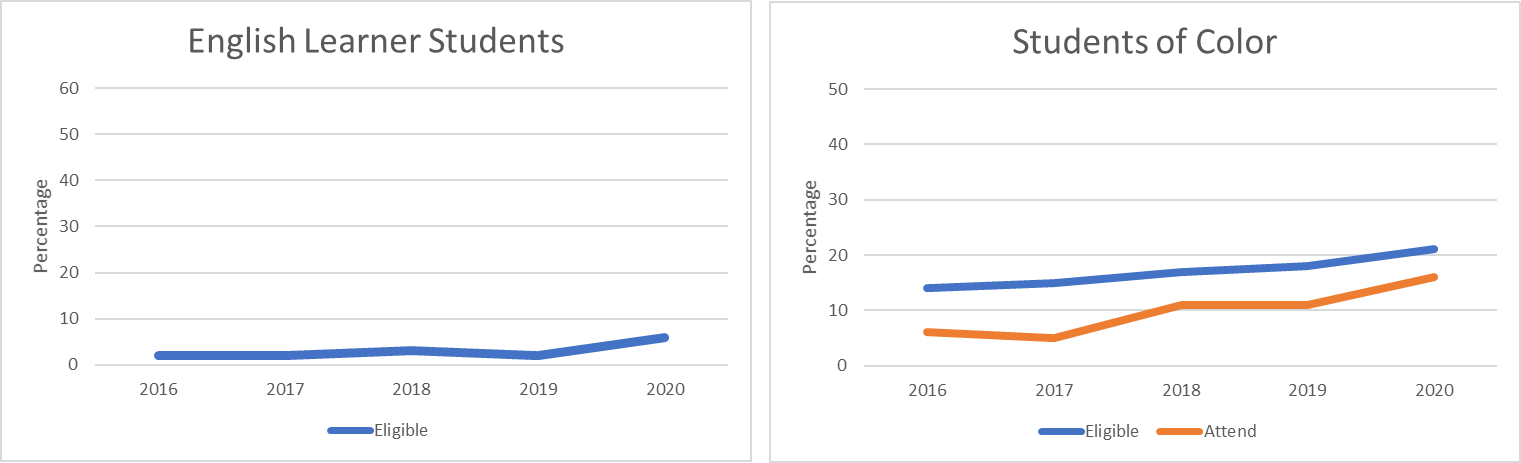 English Learner Students
Percentage
60
50
40
30
20
10
0
2016 2017 2018 2019 2020
Eligible
Students of Color
Percentage
50
40
30
20
10
0
2016 2017 2018 2019 2020
Eligible Attend